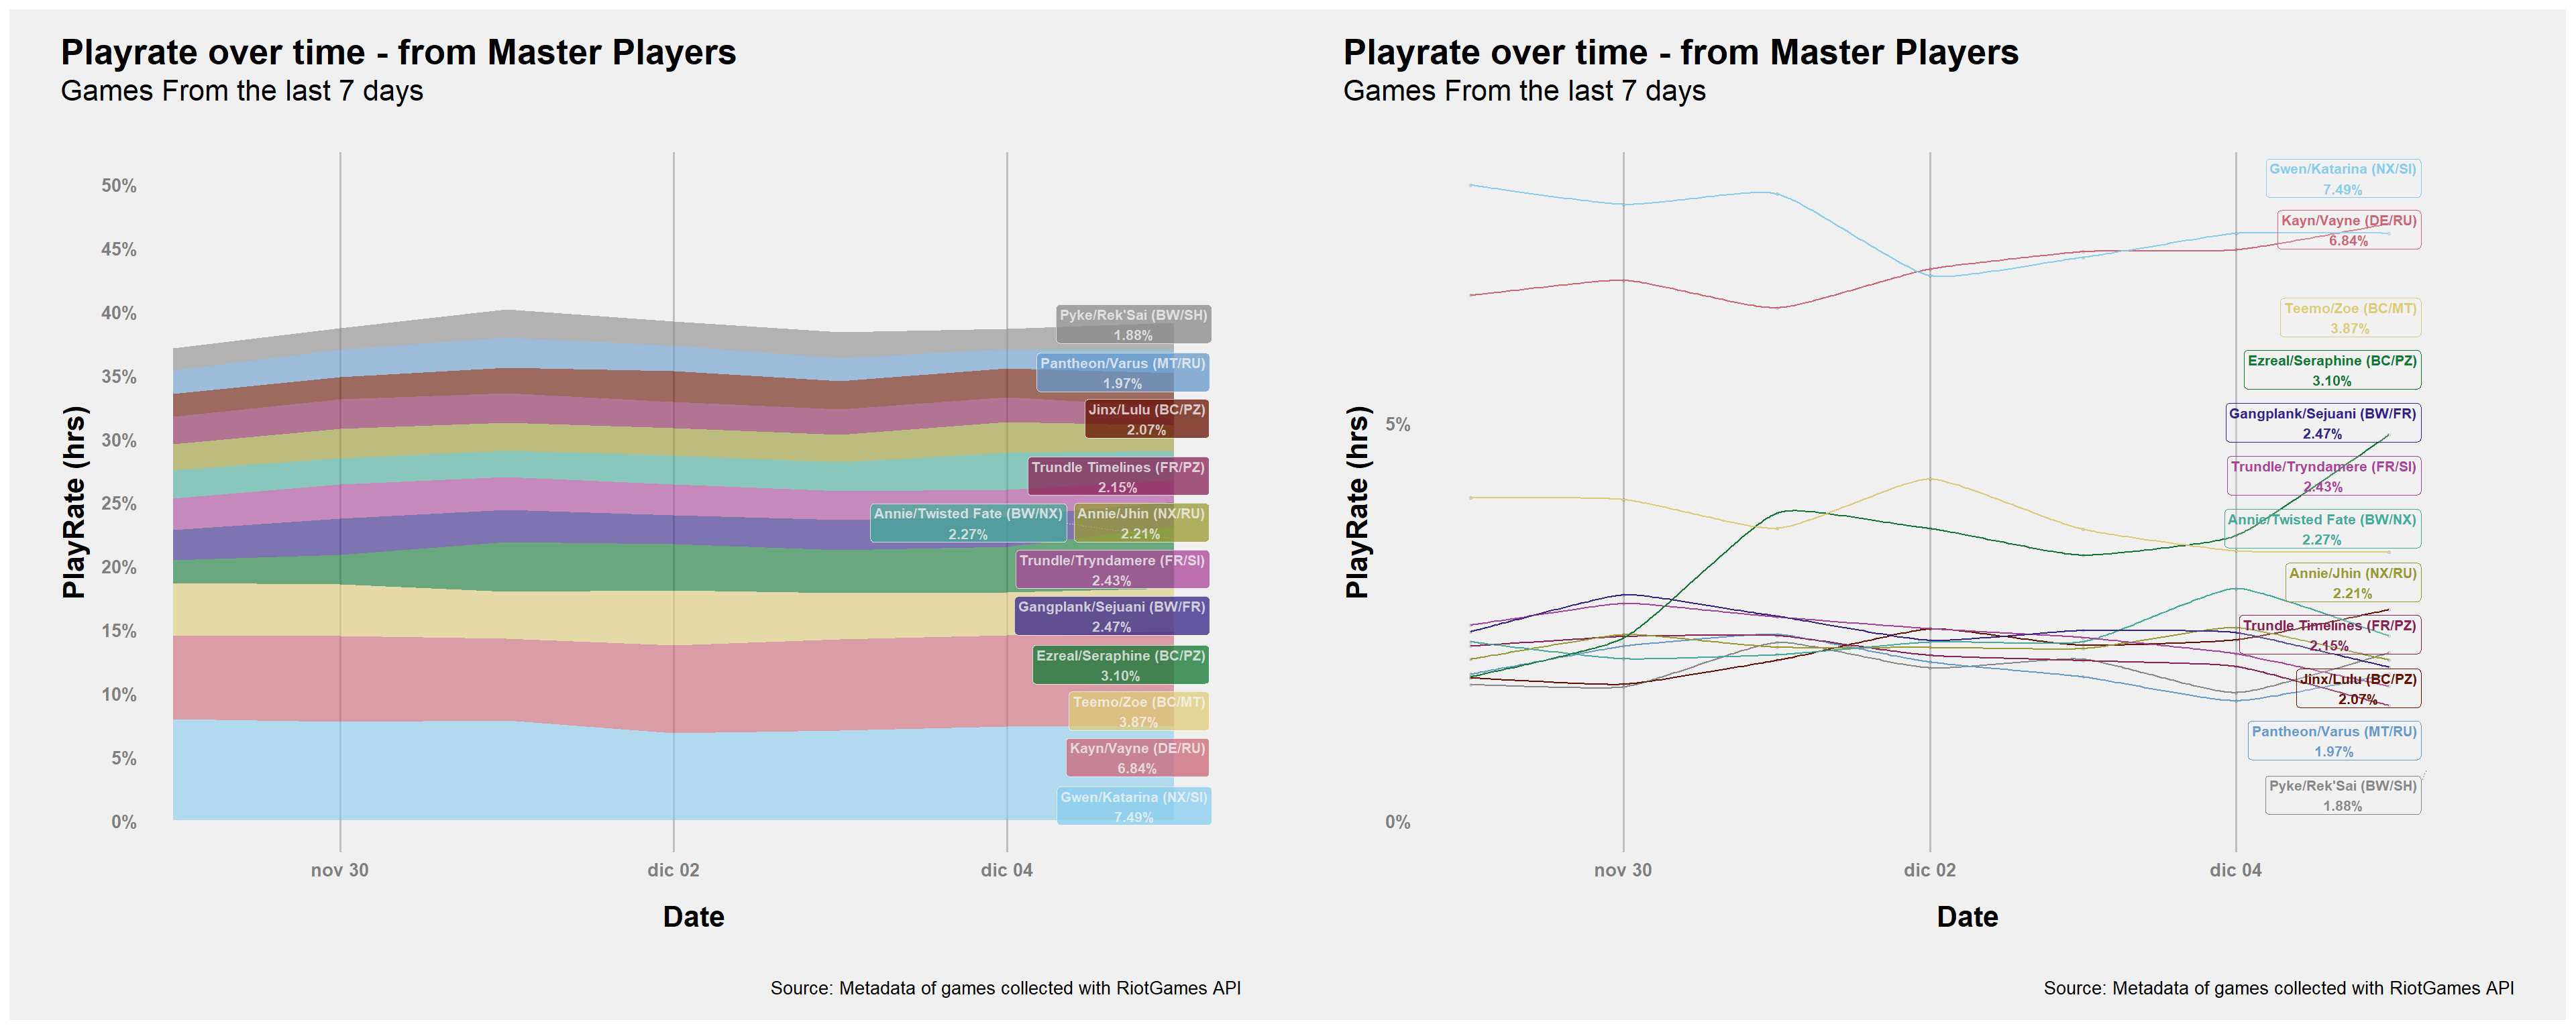 Playrate over time - from Master Players
Games From the last 7 days
50%
45%
40%
35%
30%
25%
20%
15%
10%
5%
0%
PlayRate (hrs)
Pyke/Rek'Sai (BW/SH)
1.88%
Pantheon/Varus (MT/RU)
1.97%
Jinx/Lulu (BC/PZ)
2.07%
Trundle Timelines (FR/PZ)
2.15%
Annie/Twisted Fate (BW/NX)
2.27%
Annie/Jhin (NX/RU)
2.21%
Trundle/Tryndamere (FR/SI)
2.43%
Gangplank/Sejuani (BW/FR)
2.47%
Ezreal/Seraphine (BC/PZ)
3.10%
Teemo/Zoe (BC/MT)
3.87%
Kayn/Vayne (DE/RU)
6.84%
Gwen/Katarina (NX/SI)
7.49%
nov 30
dic 02
dic 04
Date
Source: Metadata of games collected with RiotGames API
Playrate over time - from Master Players
Games From the last 7 days
5%
0%
PlayRate (hrs)
Gwen/Katarina (NX/SI)
7.49%
Kayn/Vayne (DE/RU)
6.84%
Teemo/Zoe (BC/MT)
3.87%
Ezreal/Seraphine (BC/PZ)
3.10%
Gangplank/Sejuani (BW/FR)
2.47%
Trundle/Tryndamere (FR/SI)
2.43%
Annie/Twisted Fate (BW/NX)
2.27%
Annie/Jhin (NX/RU)
2.21%
Trundle Timelines (FR/PZ)
2.15%
Jinx/Lulu (BC/PZ)
2.07%
Pantheon/Varus (MT/RU)
1.97%
Pyke/Rek'Sai (BW/SH)
1.88%
nov 30
dic 02
dic 04
Date
Source: Metadata of games collected with RiotGames API